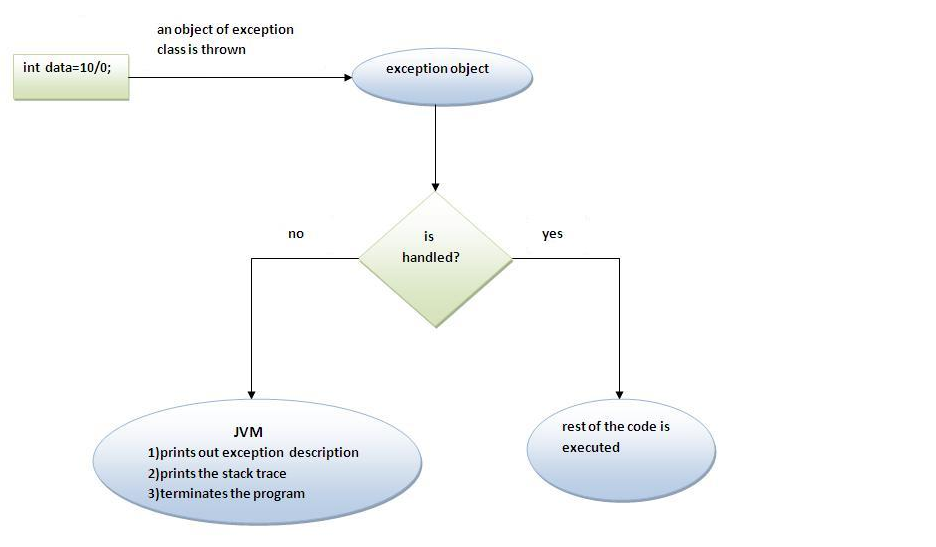 an object of exception
class is thrown
int data=10/0;
exception object
no
is
handled?
yes
JVM
1)prints out exception description
2)prints the stack trace
3)terminates the program
rest of the code is
executed